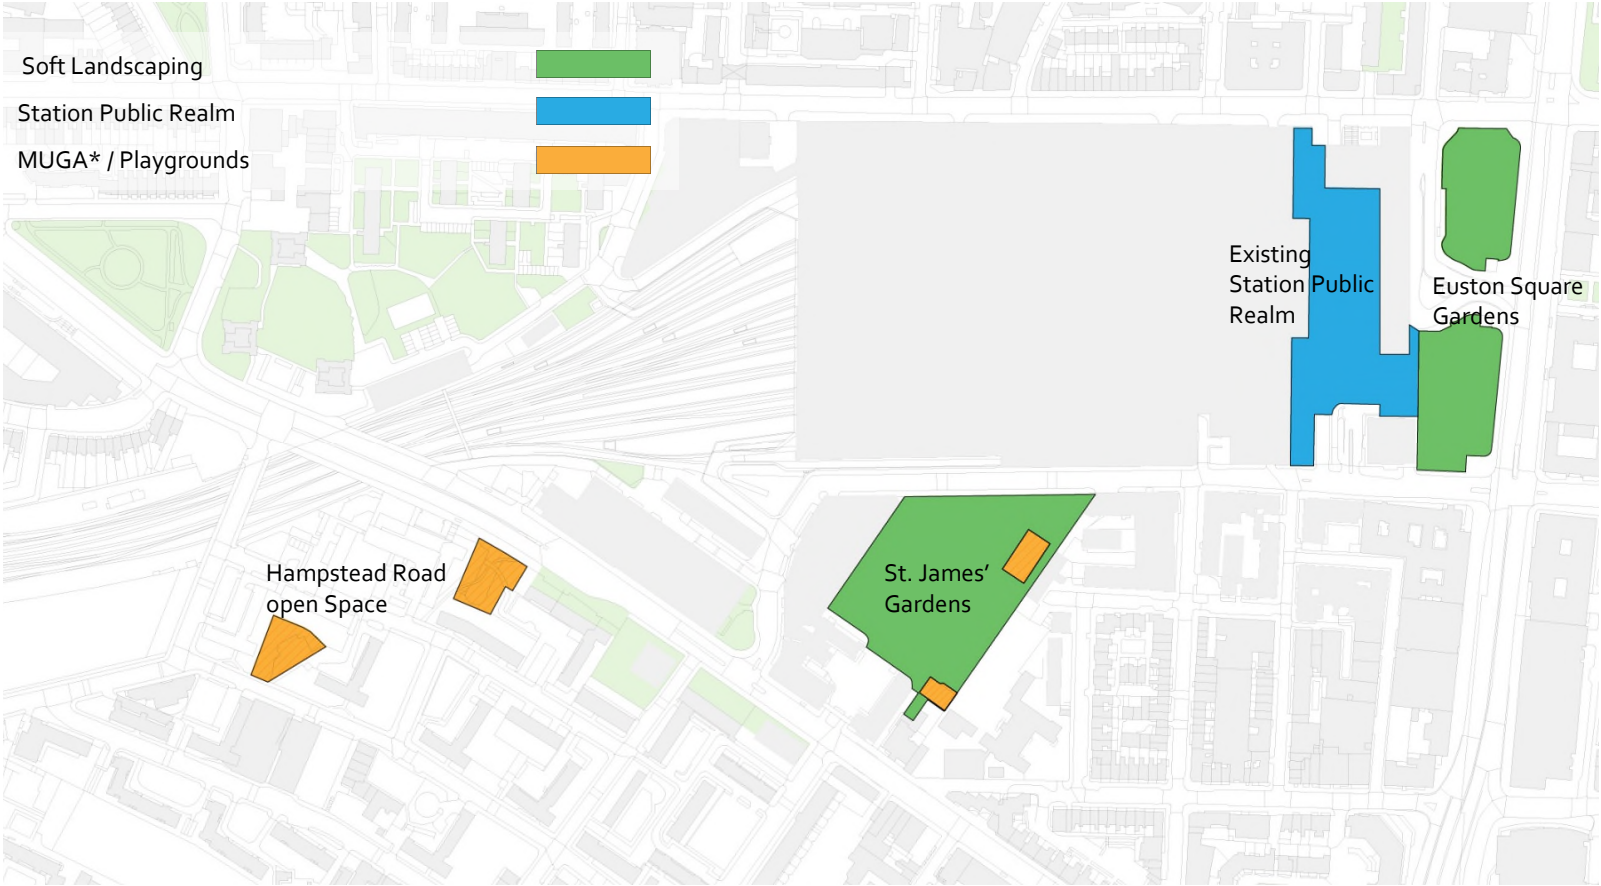 Soft Landscaping
Station Public Realm
MUGA* / Playgrounds
Existing
Station Public
Realm
Euston Square
Gardens
Hampstead Road
open Space
St. James’
Gardens